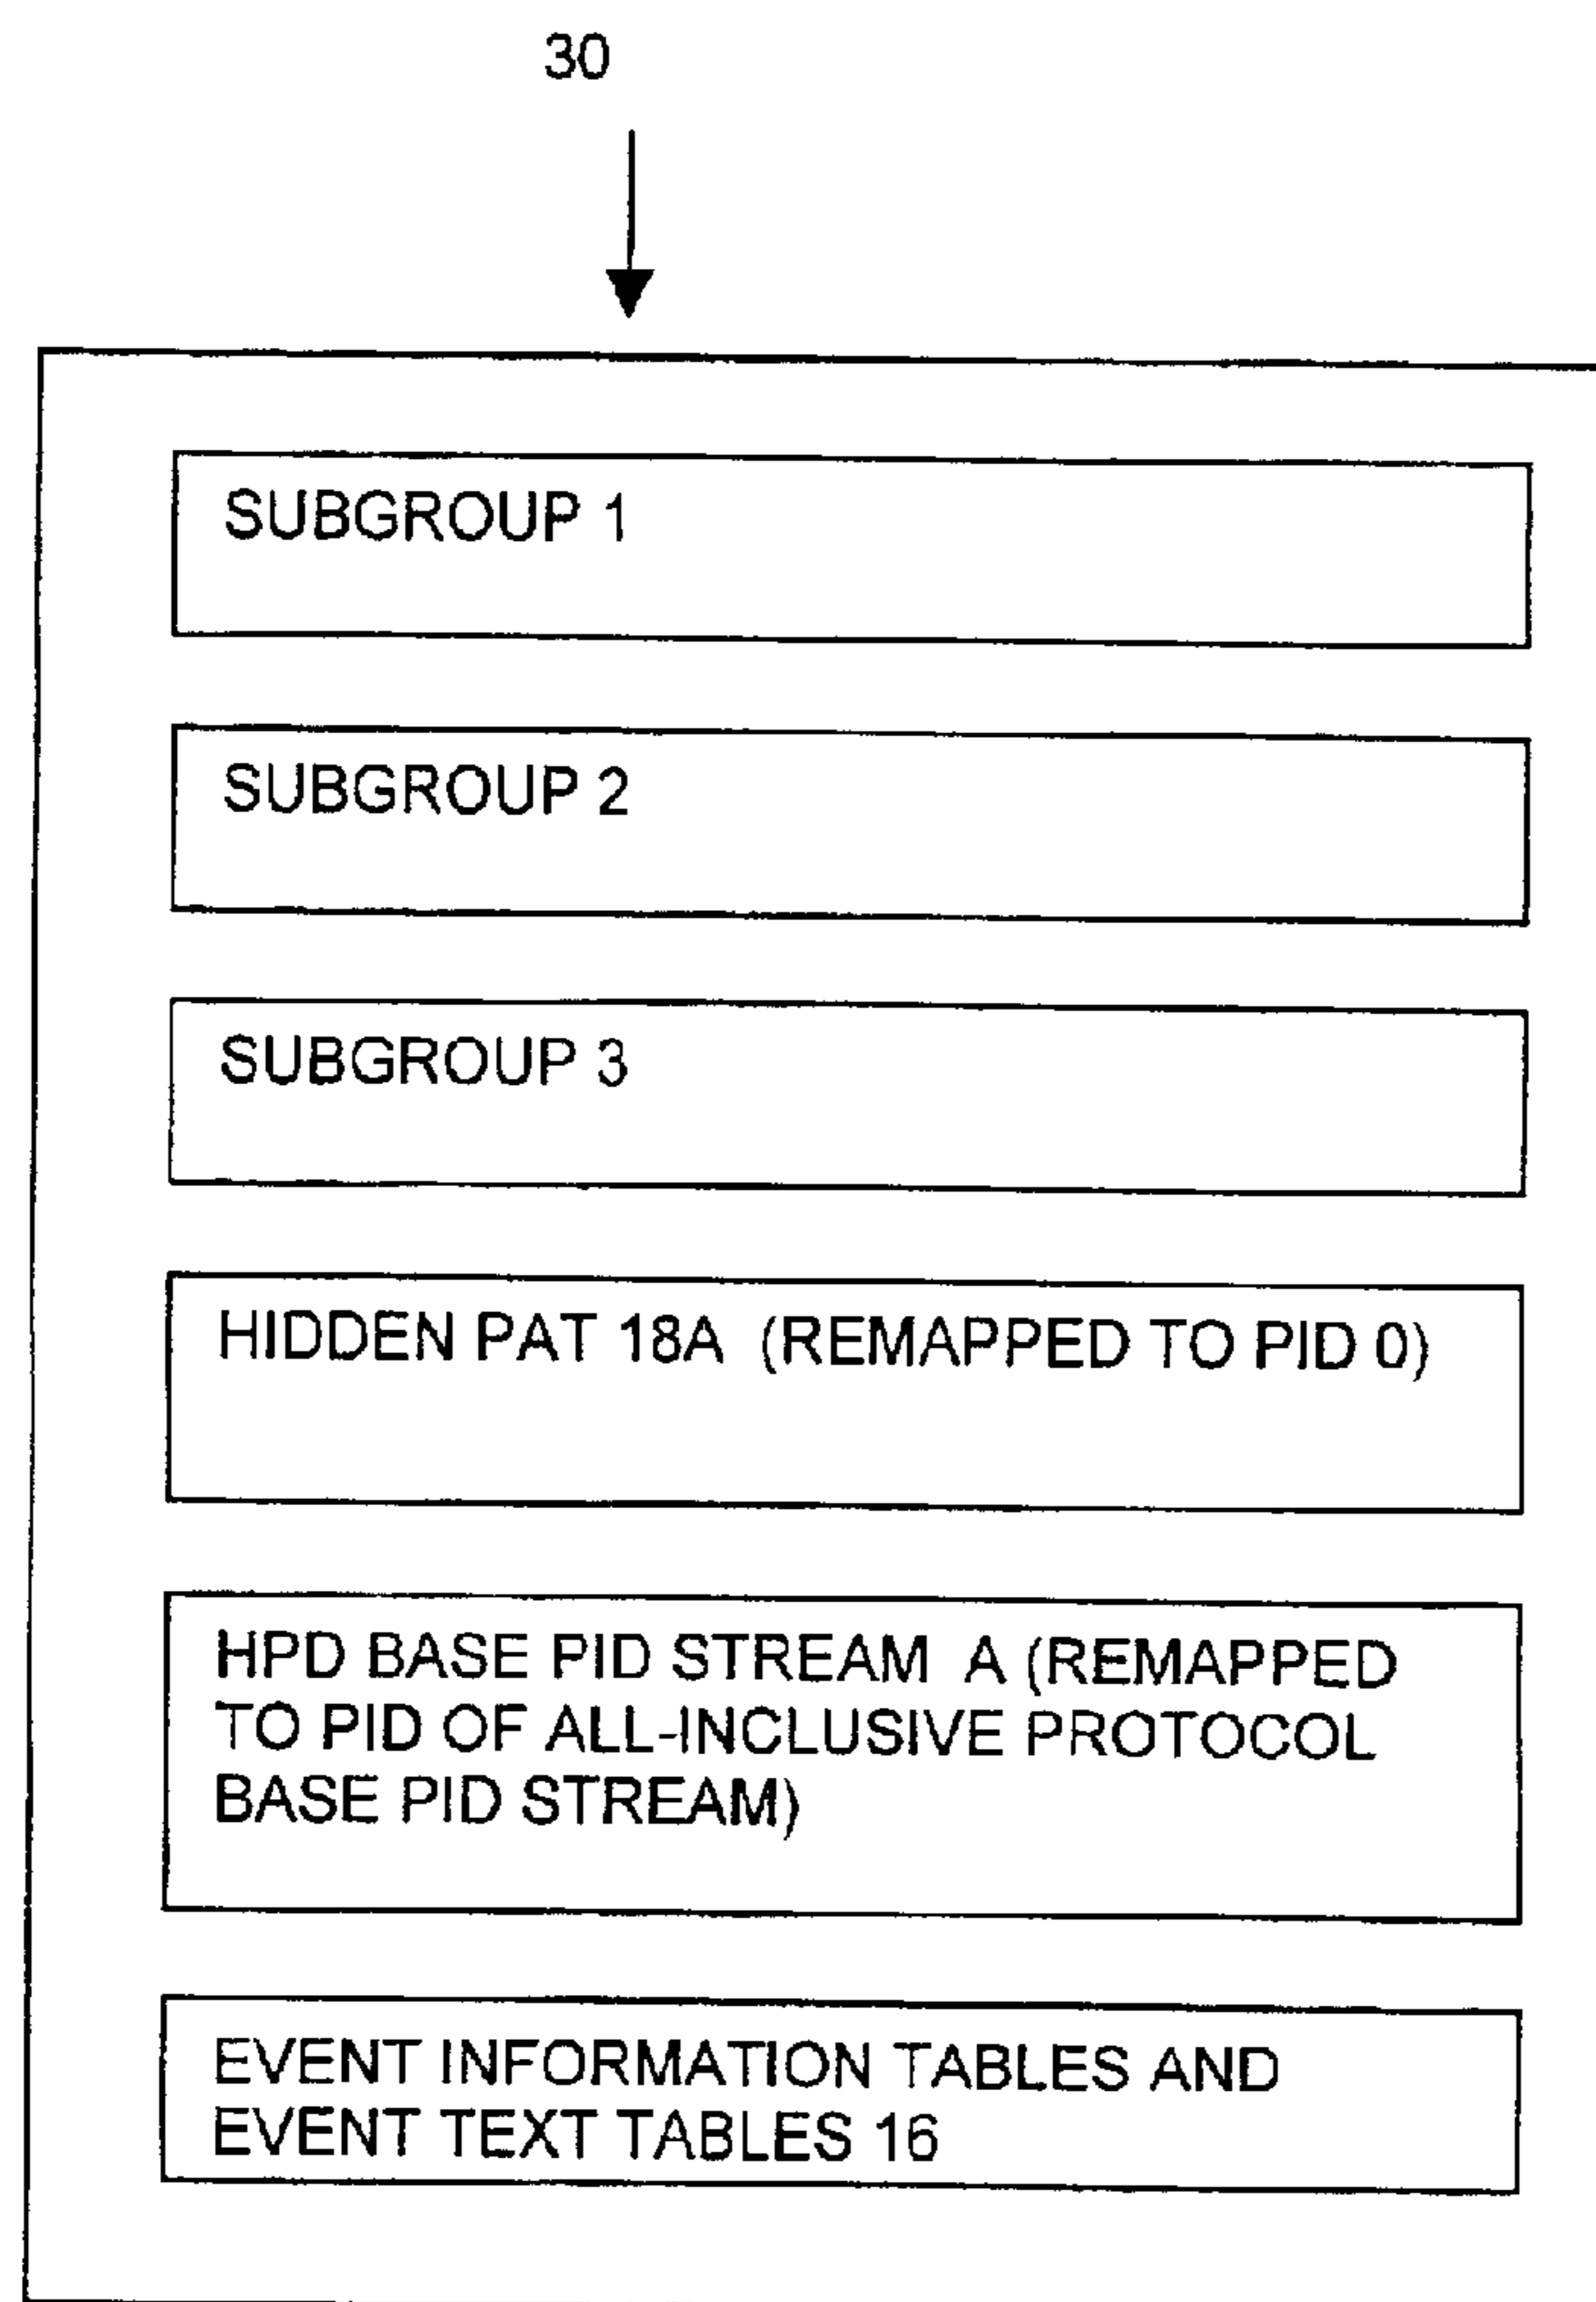 30
SUBGROUP 1
SUBGROUP 2
SUBGROUP 3
HIDDEN PAT 18A (REMAPPED TO PID 0)
HPD BASE PID STREAM A (REMAPPED
TO PID OF ALL-INCLUSIVE PROTOCOL
BASE PID STREAM)
EVENT INFORMATION TABLES AND
EVENT TEXT TABLES 16